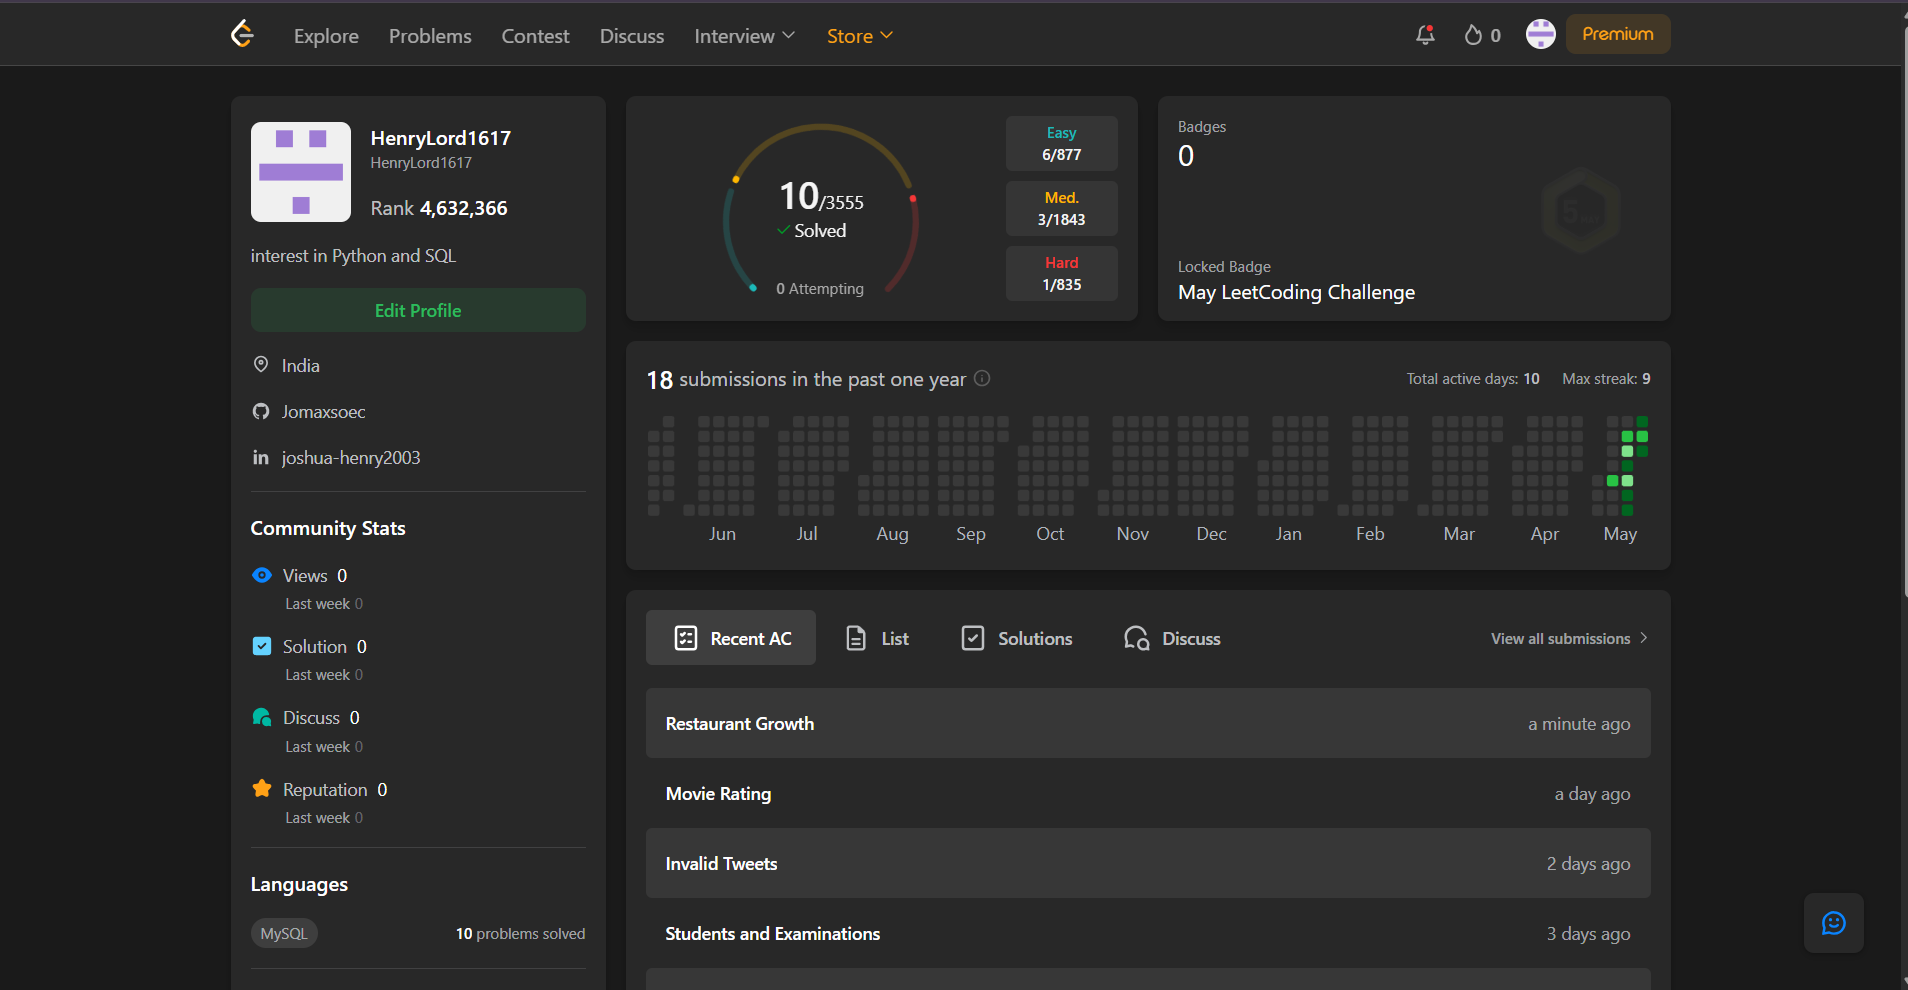 Explore Problems Contest Discuss Interview Store 0 Premium
HenryLord1617
HenryLord1617
Rank 4,632,366
interest in Python and SQL
Edit Profile
India
Jomaxsoec
in joshua-henry2003
Community Stats
Views 0
Last week 0
Solution 0
Last week 0
Discuss 0
Last week 0
Reputation 0
Last week 0
Languages
MySQL 10 problems solved
10/3555
Solved
0 Attempting
Easy
6/877
Med.
3/1843
Hard
1/835
Badges
0
Locked Badge
May LeetCoding Challenge
18 submissions in the past one year Total active days: 10 Max streak: 9
Jun Jul Aug Sep Oct Nov Dec Jan Feb Mar Apr May
Recent AC List Solutions Discuss View all submissions
Restaurant Growth a minute ago
Movie Rating a day ago
Invalid Tweets 2 days ago
Students and Examinations 3 days ago